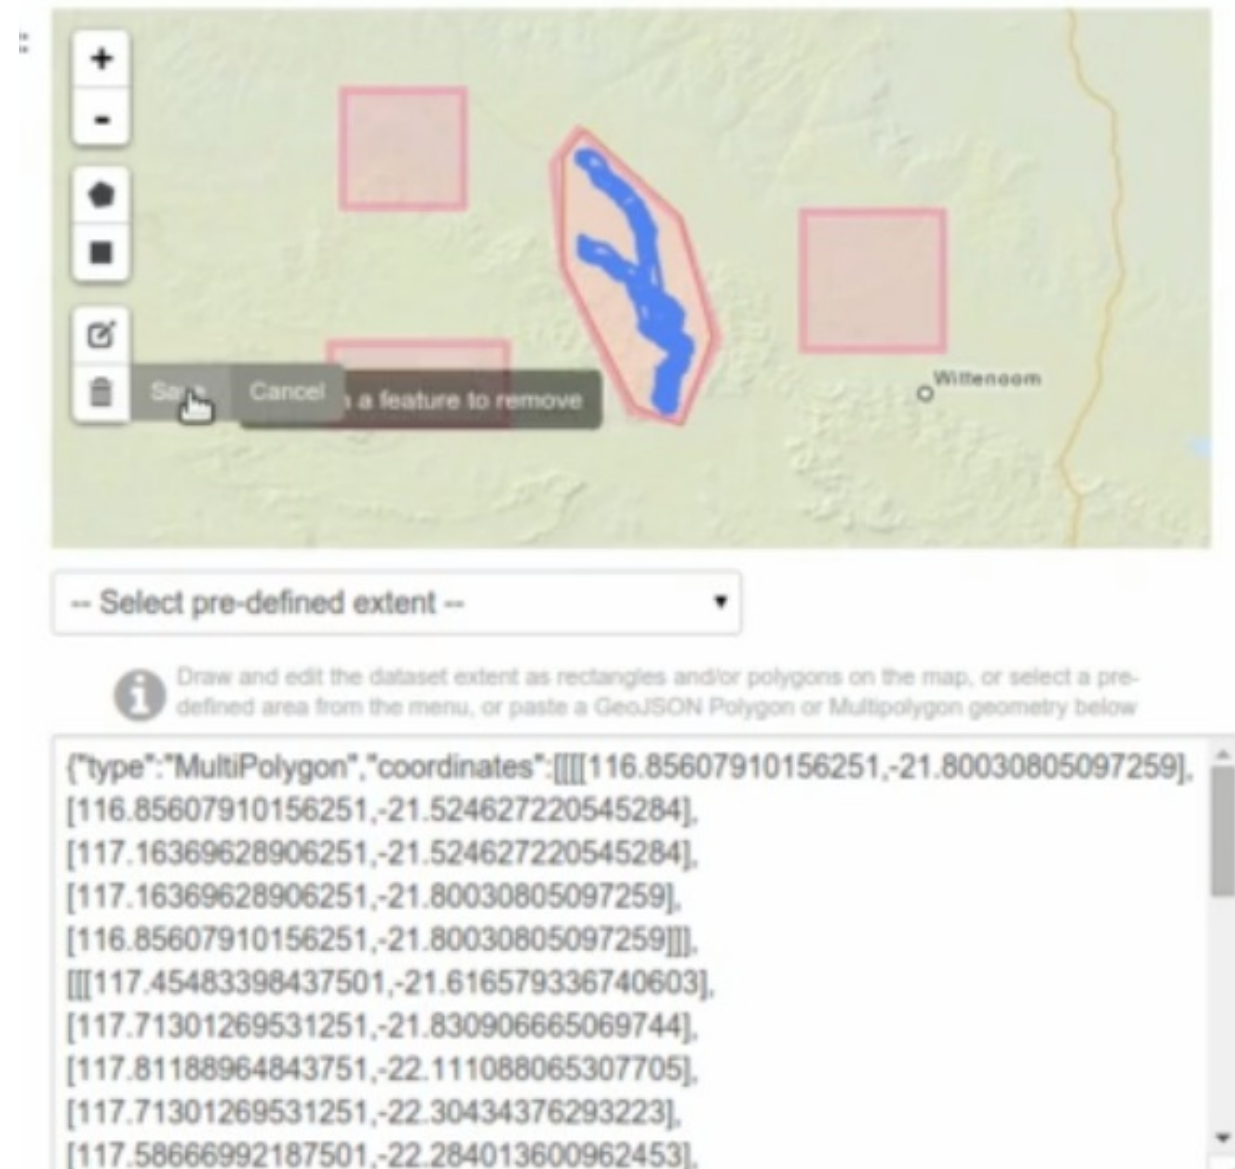 +
-
Wittenoom
Save Cancel a feature to remove
-- Select pre-defined extent --
Draw and edit the dataset extent as rectangles and/or polygons on the map, or select a pre-
defined area from the menu, or paste a GeoJSON Polygon or Multipolygon geometry below
{"type":"MultiPolygon","coordinates":[[[[116.85607910156251,-21.80030805097259],
[116.85607910156251,-21.524627220545284],
[117.16369628906251,-21.524627220545284],
[117.16369628906251,-21.80030805097259],
[116.85607910156251,-21.80030805097259]]],
[[[117.45483398437501,-21.616579336740603],
[117.71301269531251,-21.830906665069744],
[117.81188964843751,-22.111088065307705],
[117.71301269531251,-22.304344376293223],
[117.58666992187501,-22.284013600962453],